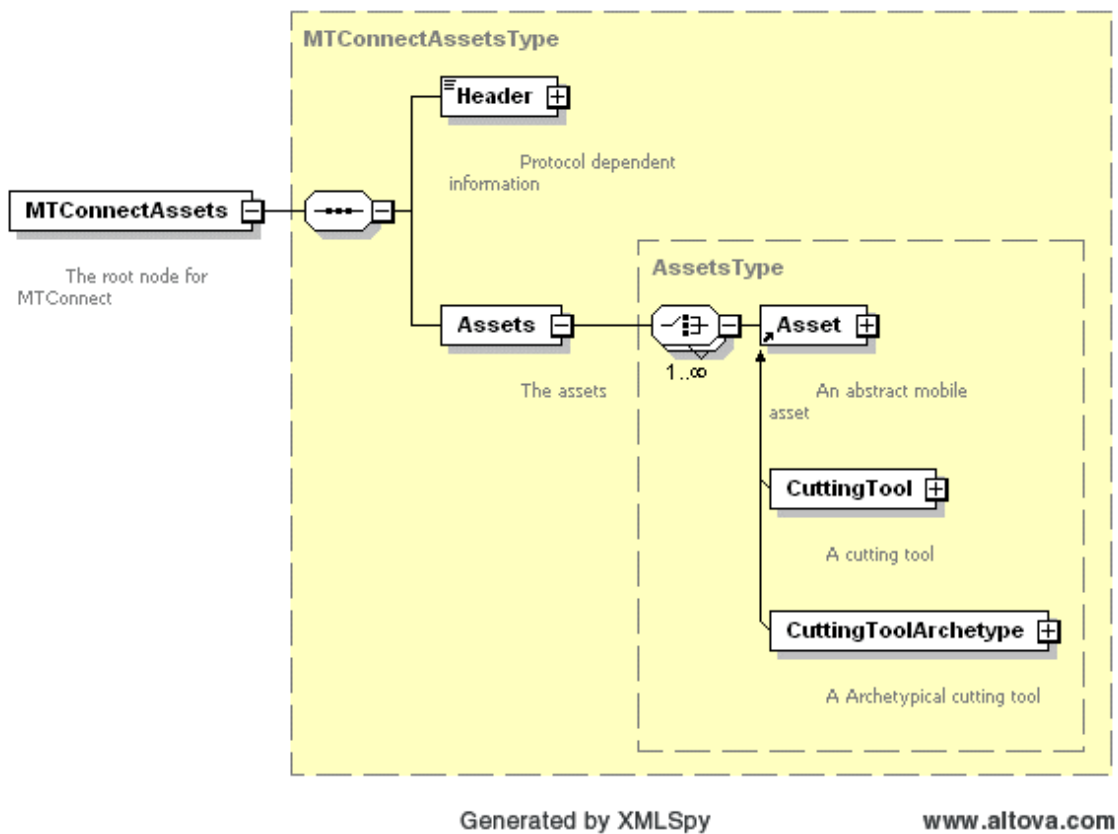 MTConnectAssetsType
Header
Protocol dependent
information
MTConnectAssets
The root node for
MTConnect
AssetsType
Assets
Asset
1..∞
The assets
An abstract mobile
asset
CuttingTool
A cutting tool
CuttingToolArchetype
A Archetypical cutting tool
Generated by XMLSpy
www.altova.com